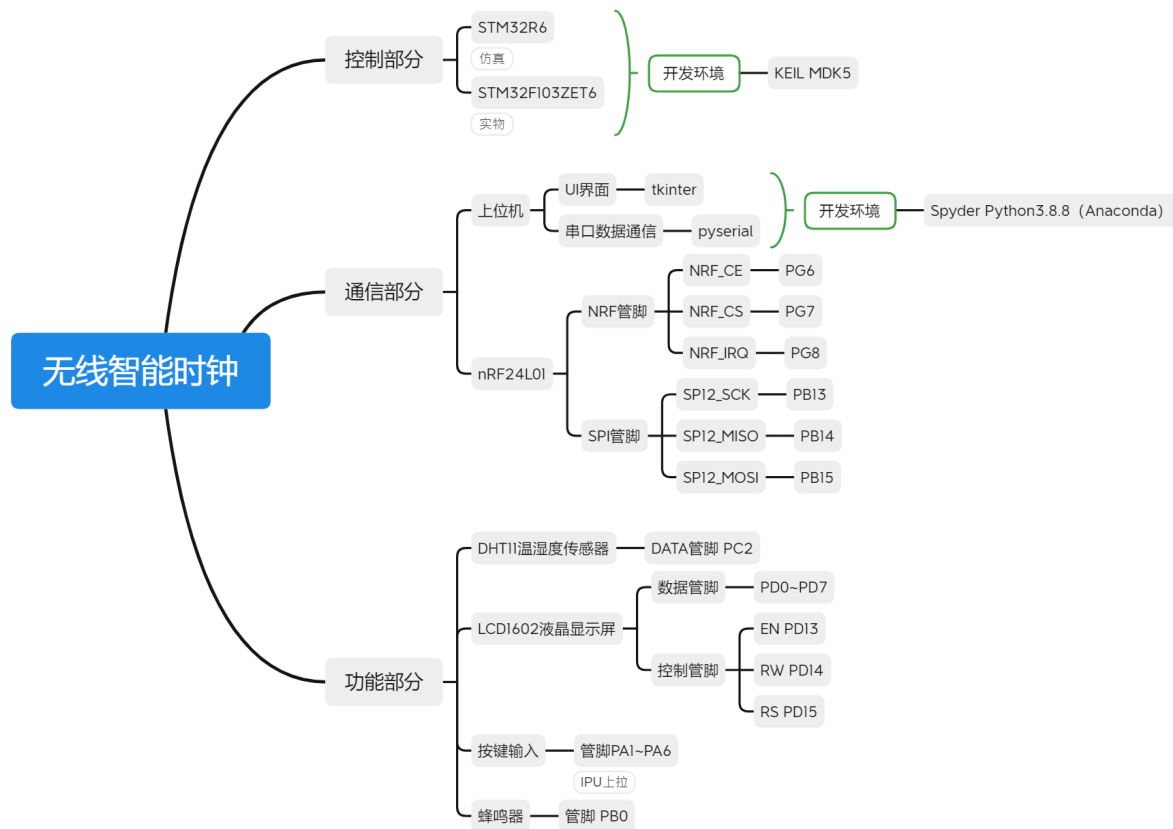 无线智能时钟
控制部分
STM32R6
仿真
STM32F103ZET6
实物
开发环境
KEIL MDK5
通信部分
上位机
UI界面
tkinter
串口数据通信
pyserial
开发环境
Spyder Python3.8.8（Anaconda）
nRF24L01
NRF管脚
NRF_CE
PG6
NRF_CS
PG7
NRF_IRQ
PG8
SPI管脚
SP12_SCK
PB13
SP12_MISO
PB14
SP12_MOSI
PB15
功能部分
DHT11温湿度传感器
DATA管脚 PC2
LCD1602液晶显示屏
数据管脚
PD0~PD7
控制管脚
EN PD13
RW PD14
RS PD15
按键输入
管脚PA1~PA6
IPU上拉
蜂鸣器
管脚 PB0